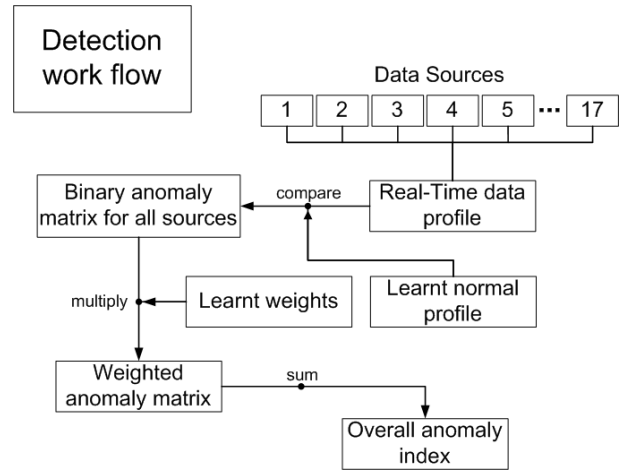 Detection
work flow
Data Sources
1 2 3 4 5 ... 17
Binary anomaly
matrix for all sources
compare
Real-Time data
profile
multiply
Learnt weights
Learnt normal
profile
Weighted
anomaly matrix
sum
Overall anomaly
index